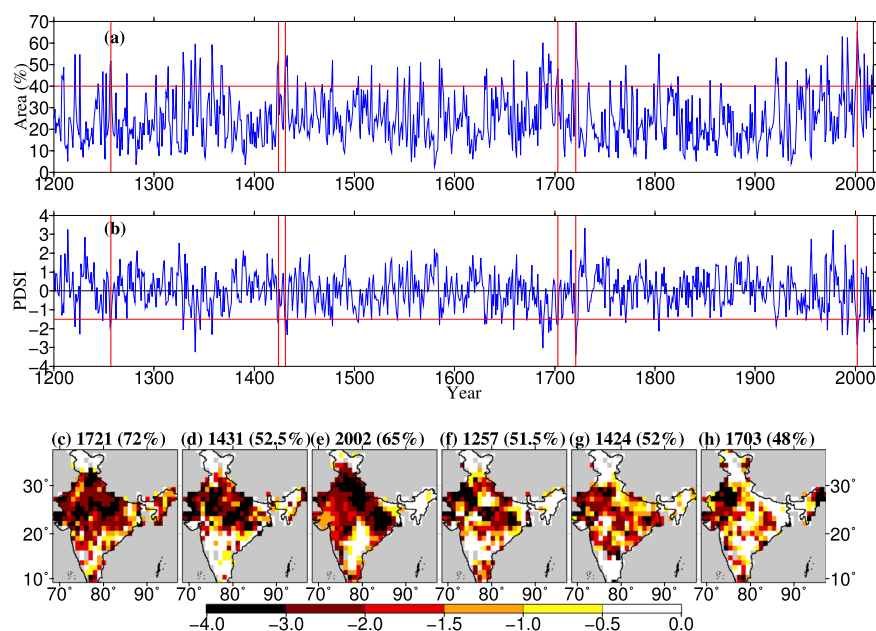 70
60
50
40
30
20
10
0
Area (%)
(a)
1200 1300 1400 1500 1600 1700 1800 1900 2000
4
3
2
1
0
−1
−2
−3
−4
PDSI
(b)
1200 1300 1400 1500 1600 1700 1800 1900 2000
Year
(c) 1721 (72%) (d) 1431 (52.5%) (e) 2002 (65%) (f) 1257 (51.5%) (g) 1424 (52%) (h) 1703 (48%)
30° 30°
20° 20°
10° 10°
70° 80° 90° 70° 80° 90° 70° 80° 90° 70° 80° 90° 70° 80° 90° 70° 80° 90°
−4.0 −3.0 −2.0 −1.5 −1.0 −0.5 0.0